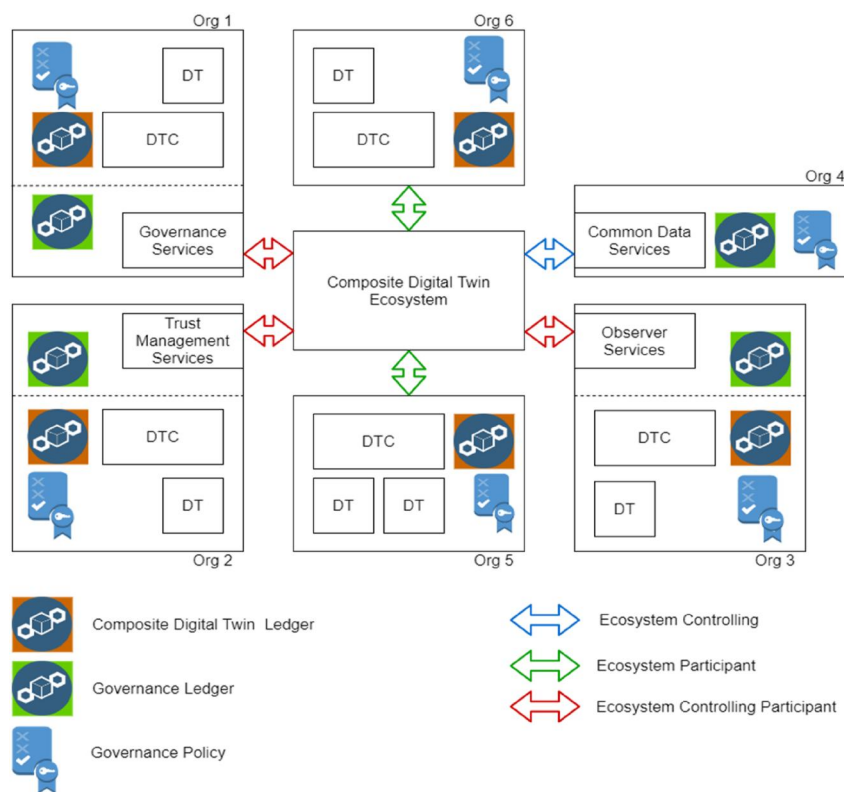 Org 1
Org 6
DT
DT
DTC
DTC
Org 4
Governance
Services
Common Data
Services
Composite Digital Twin
Ecosystem
Trust
Management
Services
Observer
Services
DTC
DTC
DTC
DT
DT
DT
DT
Org 2
Org 5
Org 3
Composite Digital Twin Ledger
Governance Ledger
Governance Policy
Ecosystem Controlling
Ecosystem Participant
Ecosystem Controlling Participant